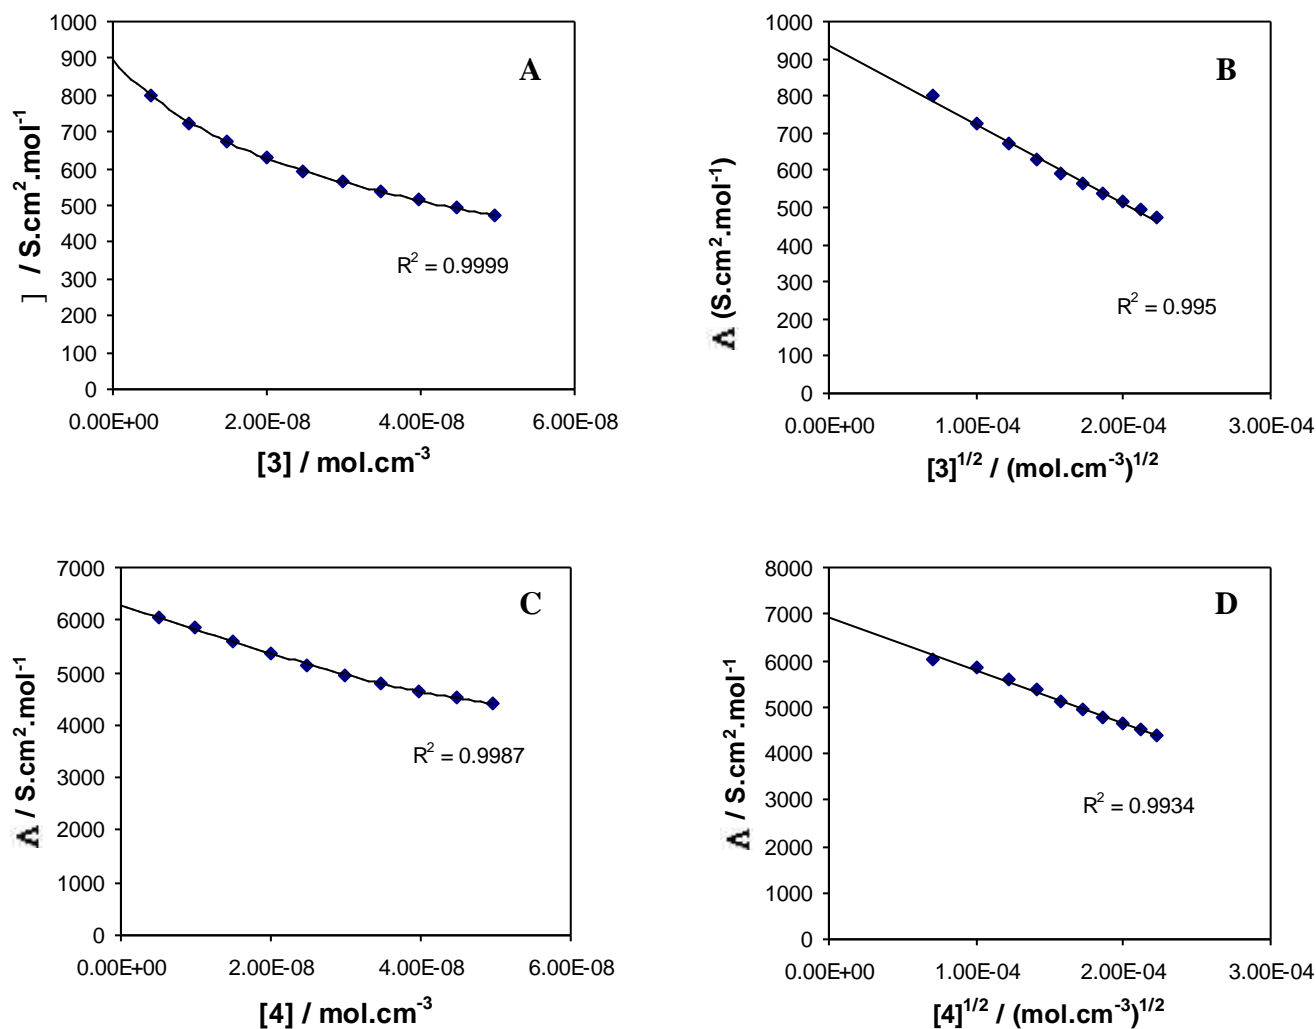 A
1000
900
800
700
600
500
400
300
200
100
0
] / S.cm².mol⁻¹
R² = 0.9999
0.00E+00 2.00E-08 4.00E-08 6.00E-08
[3] / mol.cm⁻³
B
1000
900
800
700
600
500
400
300
200
100
0
Λ (S.cm².mol⁻¹)
R² = 0.995
0.00E+00 1.00E-04 2.00E-04 3.00E-04
[3]¹/² / (mol.cm⁻³)¹/²
C
7000
6000
5000
4000
3000
2000
1000
0
Λ / S.cm².mol⁻¹
R² = 0.9987
0.00E+00 2.00E-08 4.00E-08 6.00E-08
[4] / mol.cm⁻³
D
8000
7000
6000
5000
4000
3000
2000
1000
0
Λ / S.cm².mol⁻¹
R² = 0.9934
0.00E+00 1.00E-04 2.00E-04 3.00E-04
[4]¹/² / (mol.cm⁻³)¹/²